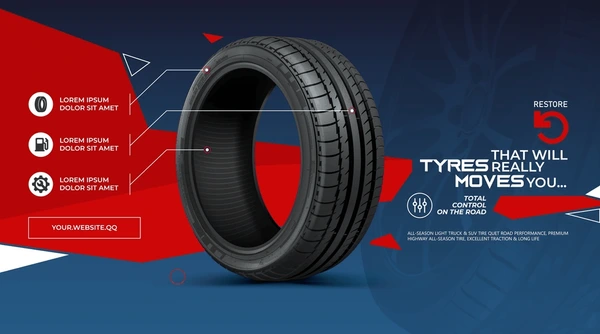 LOREM IPSUM
DOLOR SIT AMET
LOREM IPSUM
DOLOR SIT AMET
LOREM IPSUM
DOLOR SIT AMET
YOUR.WEBSITE.QQ
RESTORE
THAT WILL
TYRES REALLY
MOVES YOU...
TOTAL
CONTROL
ON THE ROAD
ALL-SEASON LIGHT TRUCK & SUV TIRE QUIET ROAD PERFORMANCE, PREMIUM
HIGHWAY ALL-SEASON TIRE, EXCELLENT TRACTION & LONG LIFE